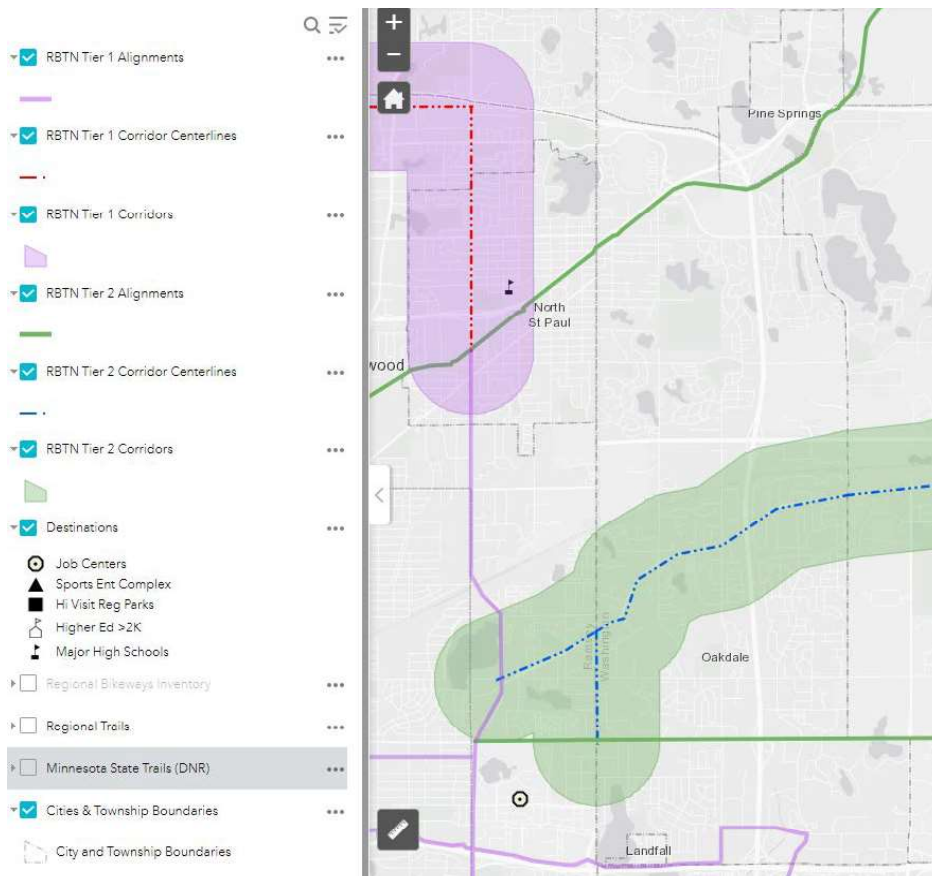 RBTN Tier 1 Alignments
RBTN Tier 1 Corridor Centerlines
RBTN Tier 1 Corridors
RBTN Tier 2 Alignments
RBTN Tier 2 Corridor Centerlines
RBTN Tier 2 Corridors
Destinations
Job Centers
Sports Ent Complex
Hi Visit Reg Parks
Higher Ed >2K
Major High Schools
Regional Bikeways Inventory
Regional Trails
Minnesota State Trails (DNR)
Cities & Township Boundaries
City and Township Boundaries
Pine Springs
North
St Paul
wood
Ramsey
Washington
Oakdale
Landfall